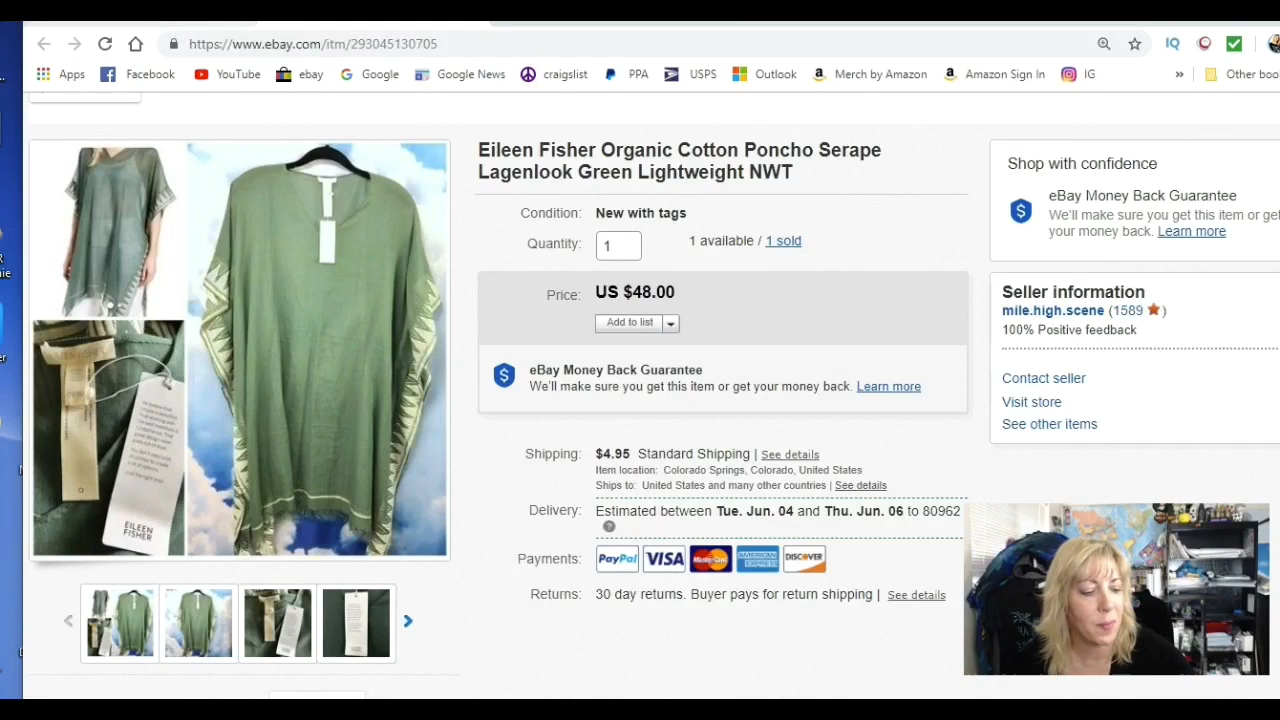 https://www.ebay.com/itm/293045130705
IQ
Apps
Facebook
YouTube
ebay
Google
Google News
craigslist
PPA
USPS
Outlook
Merch by Amazon
Amazon Sign In
IG
»
Other boo
Eileen Fisher Organic Cotton Poncho Serape
Lagenlook Green Lightweight NWT
Condition: New with tags
Quantity: 1 1 available / 1 sold
Price: US $48.00
Add to list
eBay Money Back Guarantee
We'll make sure you get this item or get your money back. Learn more
Shipping: $4.95 Standard Shipping | See details
Item location: Colorado Springs, Colorado, United States
Ships to: United States and many other countries | See details
Delivery: Estimated between Tue. Jun. 04 and Thu. Jun. 06 to 80962
Payments: PayPal VISA MasterCard AMERICAN EXPRESS DISCOVER
Returns: 30 day returns. Buyer pays for return shipping | See details
Shop with confidence
eBay Money Back Guarantee
We'll make sure you get this item or get
your money back. Learn more
Seller information
mile.high.scene (1589 )
100% Positive feedback
Contact seller
Visit store
See other items
EILEEN
FISHER